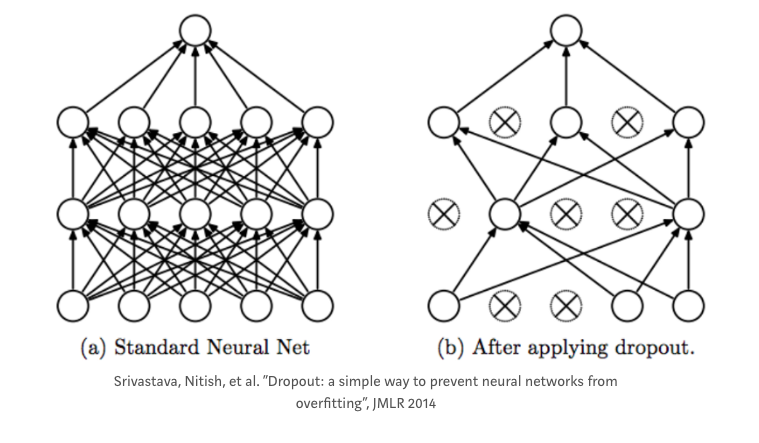 (a) Standard Neural Net
(b) After applying dropout.
Srivastava, Nitish, et al. "Dropout: a simple way to prevent neural networks from
overfitting", JMLR 2014